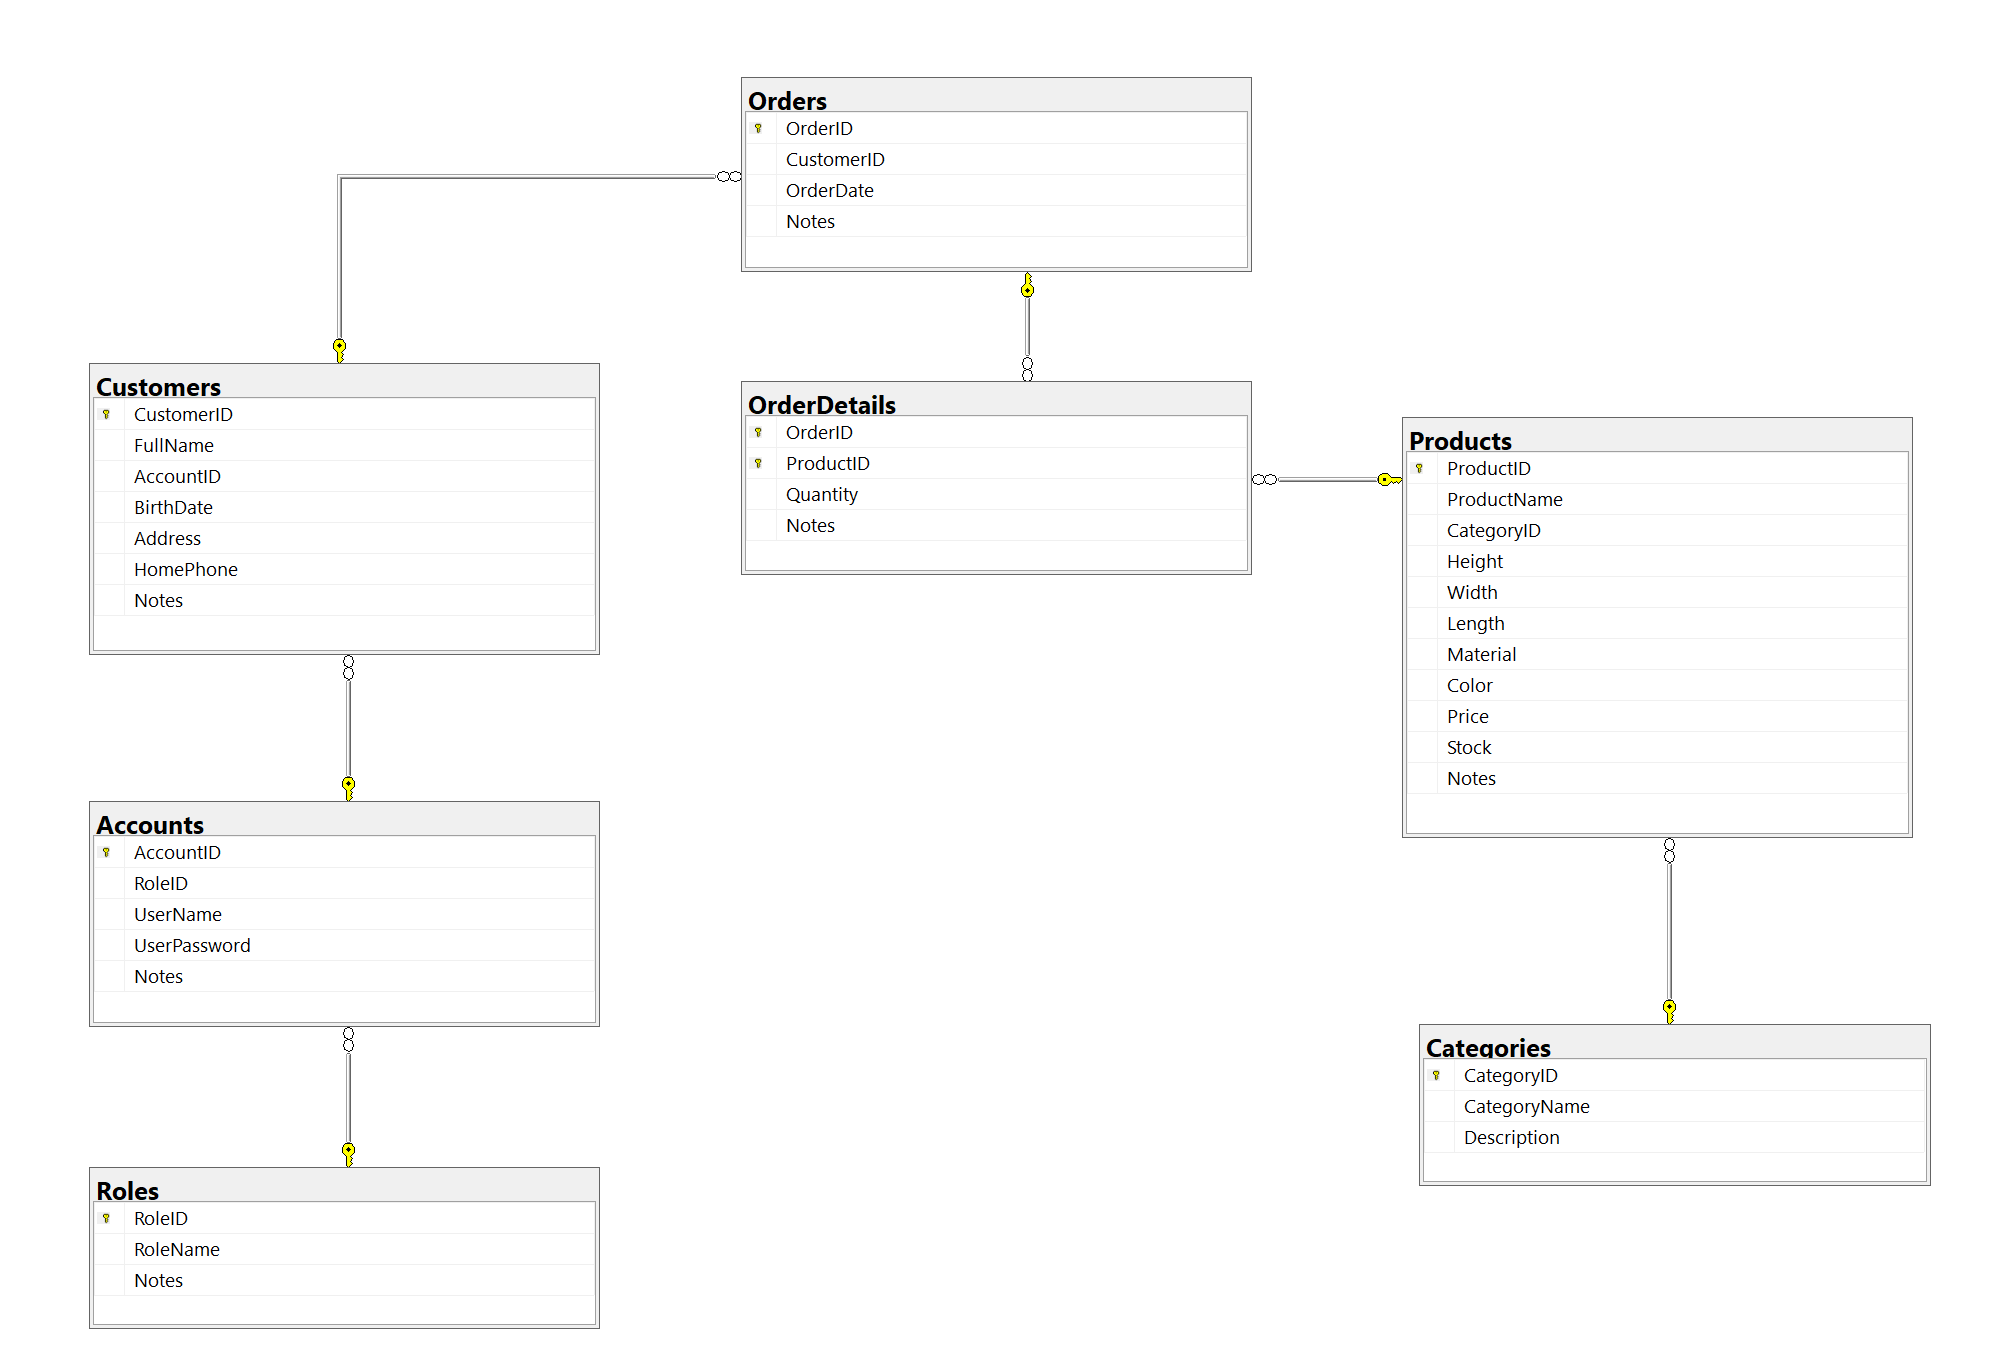 Orders
OrderID
CustomerID
OrderDate
Notes
Customers
CustomerID
FullName
AccountID
BirthDate
Address
HomePhone
Notes
OrderDetails
OrderID
ProductID
Quantity
Notes
Products
ProductID
ProductName
CategoryID
Height
Width
Length
Material
Color
Price
Stock
Notes
Accounts
AccountID
RoleID
UserName
UserPassword
Notes
Categories
CategoryID
CategoryName
Description
Roles
RoleID
RoleName
Notes